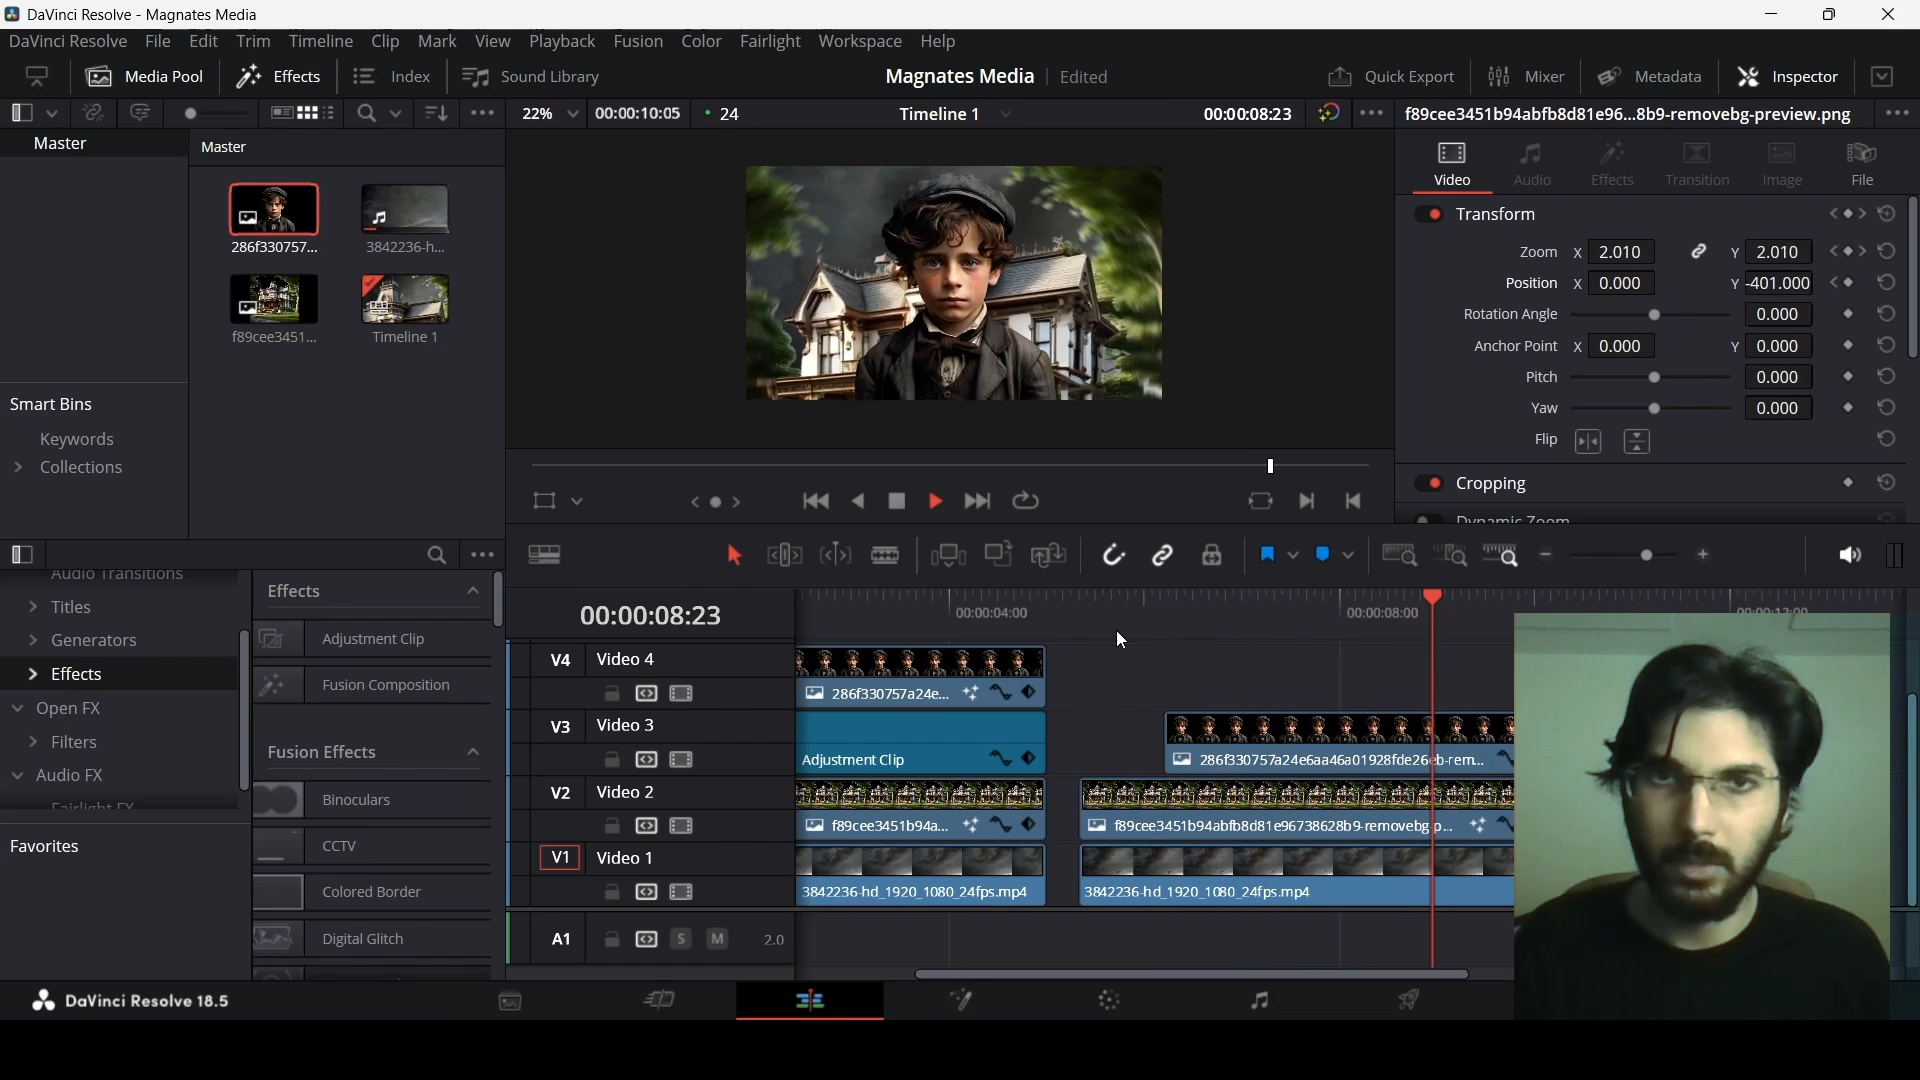 DaVinci Resolve - Magnates Media
DaVinci Resolve File Edit Trim Timeline Clip Mark View Playback Fusion Color Fairlight Workspace Help
Media Pool Effects Index Sound Library Magnates Media Edited Quick Export Mixer Metadata Inspector
22% 00:00:10:05 24 Timeline 1 00:00:08:23 f89cee3451b94abfb8d81e96...8b9-removebg-preview.png
Master
Master
286f330757... 3842236-h...
f89cee3451... Timeline 1
Smart Bins
Keywords
Collections
Video Audio Effects Transition Image File
Transform
Zoom X 2.010 Y 2.010
Position X 0.000 Y -401.000
Rotation Angle 0.000
Anchor Point X 0.000 Y 0.000
Pitch 0.000
Yaw 0.000
Flip
Cropping
Dynamic Zoom
Audio Transitions
Titles
Generators
Effects
Open FX
Filters
Audio FX
Fairlight FX
Favorites
Effects
Adjustment Clip
Fusion Composition
Fusion Effects
Binoculars
CCTV
Colored Border
Digital Glitch
00:00:08:23 00:00:04:00 00:00:08:00 00:00:12:00
V4 Video 4
286f330757a24e...
V3 Video 3
Adjustment Clip 286f330757a24e6aa46a01928fde26eb-rem...
V2 Video 2
f89cee3451b94a... f89cee3451b94abfb8d81e96738628b9-removebg-p...
V1 Video 1
3842236-hd_1920_1080_24fps.mp4 3842236-hd_1920_1080_24fps.mp4
A1 S M 2.0
DaVinci Resolve 18.5